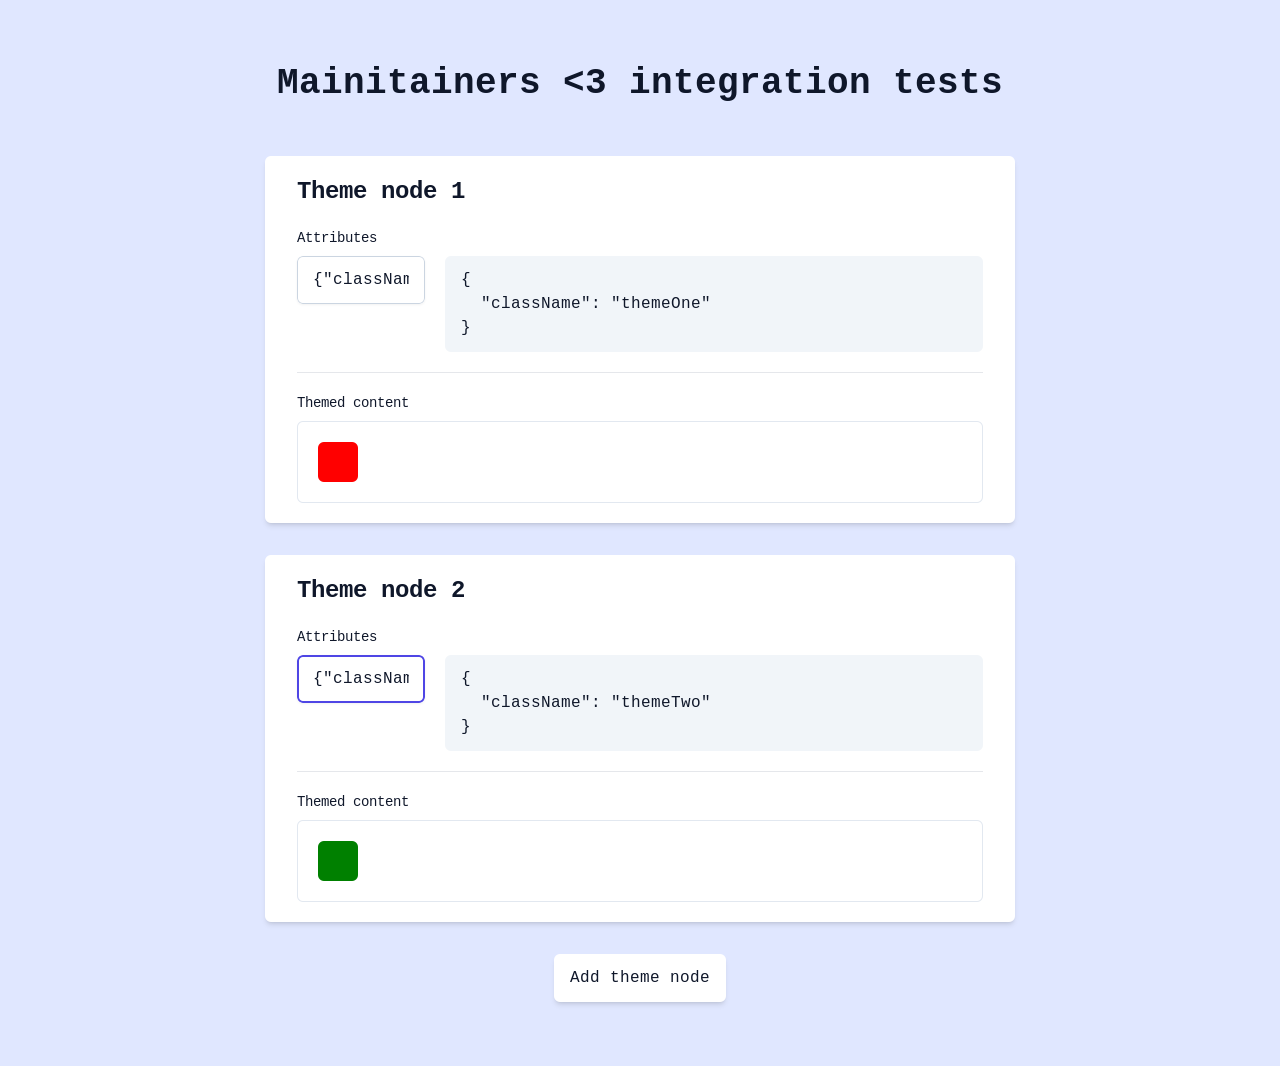 Mainitainers <3 integration tests
Theme node 1
Attributes
{"classNam
{
  "className": "themeOne"
}
Themed content
Theme node 2
Attributes
{"classNam
{
  "className": "themeTwo"
}
Themed content
Add theme node